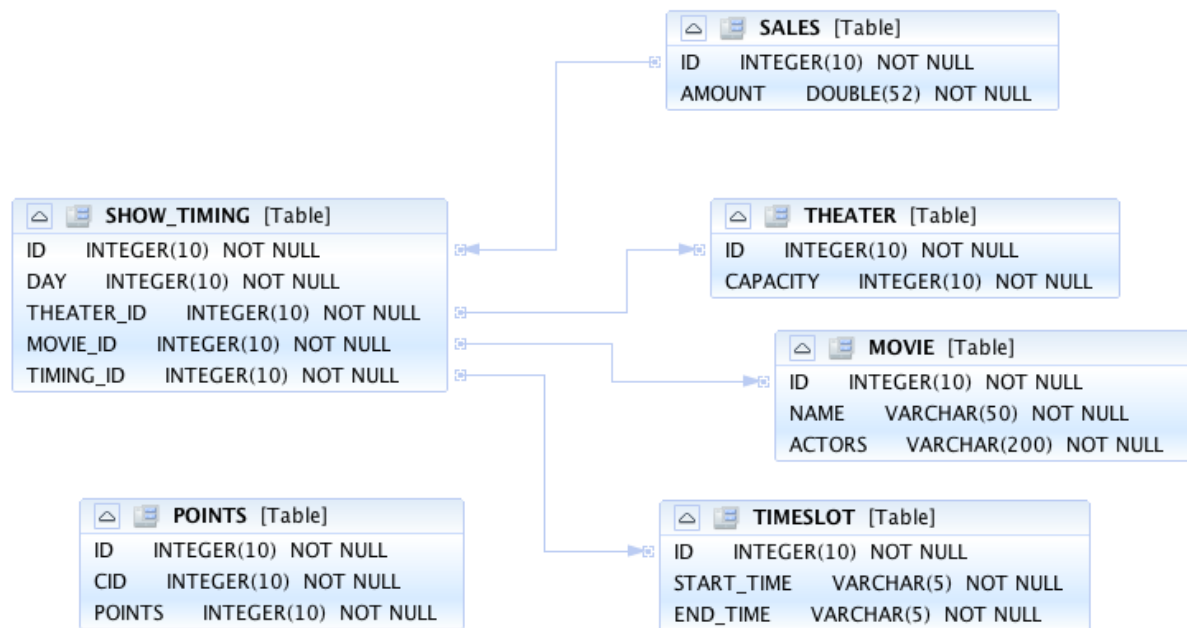 SALES [Table]
ID INTEGER(10) NOT NULL
AMOUNT DOUBLE(52) NOT NULL
SHOW_TIMING [Table]
ID INTEGER(10) NOT NULL
DAY INTEGER(10) NOT NULL
THEATER_ID INTEGER(10) NOT NULL
MOVIE_ID INTEGER(10) NOT NULL
TIMING_ID INTEGER(10) NOT NULL
THEATER [Table]
ID INTEGER(10) NOT NULL
CAPACITY INTEGER(10) NOT NULL
MOVIE [Table]
ID INTEGER(10) NOT NULL
NAME VARCHAR(50) NOT NULL
ACTORS VARCHAR(200) NOT NULL
POINTS [Table]
ID INTEGER(10) NOT NULL
CID INTEGER(10) NOT NULL
POINTS INTEGER(10) NOT NULL
TIMESLOT [Table]
ID INTEGER(10) NOT NULL
START_TIME VARCHAR(5) NOT NULL
END_TIME VARCHAR(5) NOT NULL